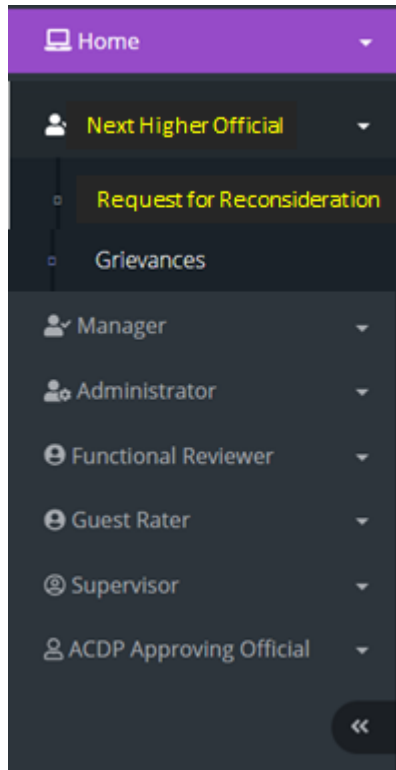 Home
Next Higher Official
Request for Reconsideration
Grievances
Manager
Administrator
Functional Reviewer
Guest Rater
Supervisor
ACDP Approving Official